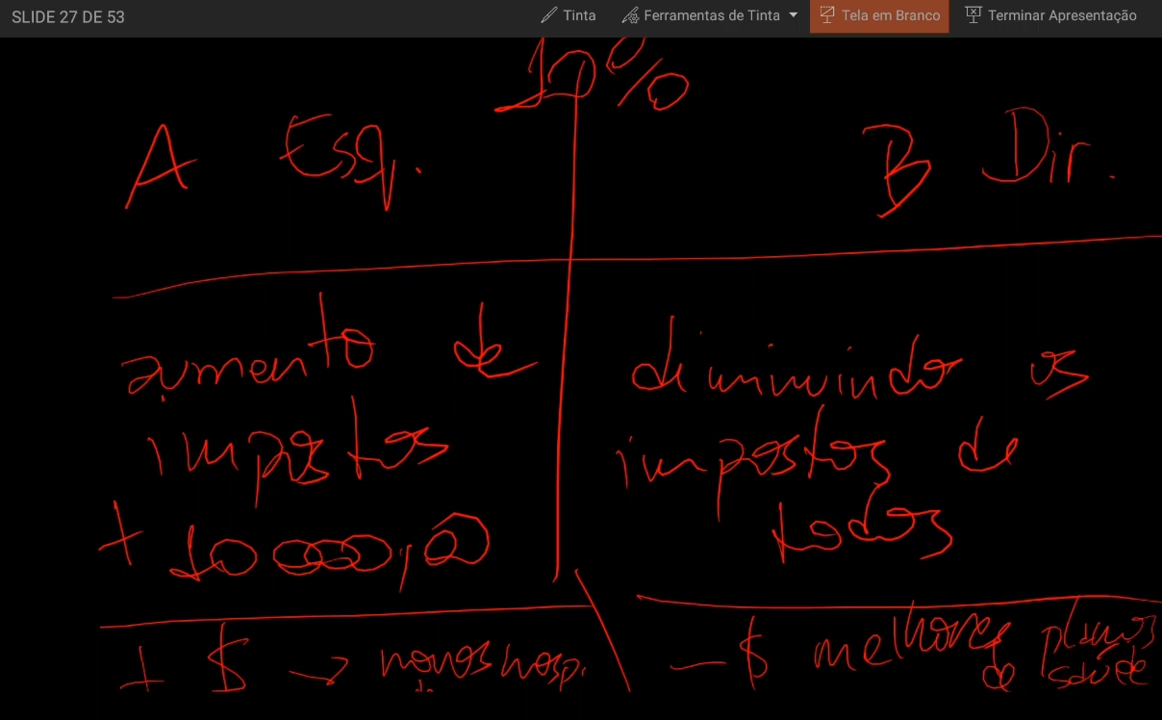 SLIDE 27 DE 53
Tinta
Ferramentas de Tinta
Tela em Branco
Terminar Apresentação
10%
A Esq.
B Dir.
aumento de
impostos
+ 10000,0
diminuindo os
impostos de
todos
+ $ → novos hosp.
- $ melhores planos
de saúde